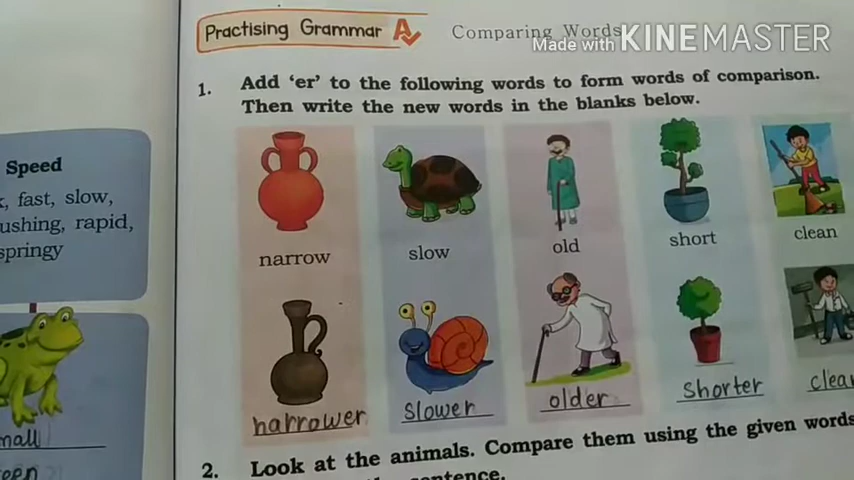 Practising Grammar A
Comparing Words
Made with KINEMASTER
1. Add 'er' to the following words to form words of comparison.
Then write the new words in the blanks below.
Speed
fast, slow,
rapid,
springy
narrow slow old short clean
narrower slower older shorter
2. Look at the animals. Compare them using the given words
sentence.